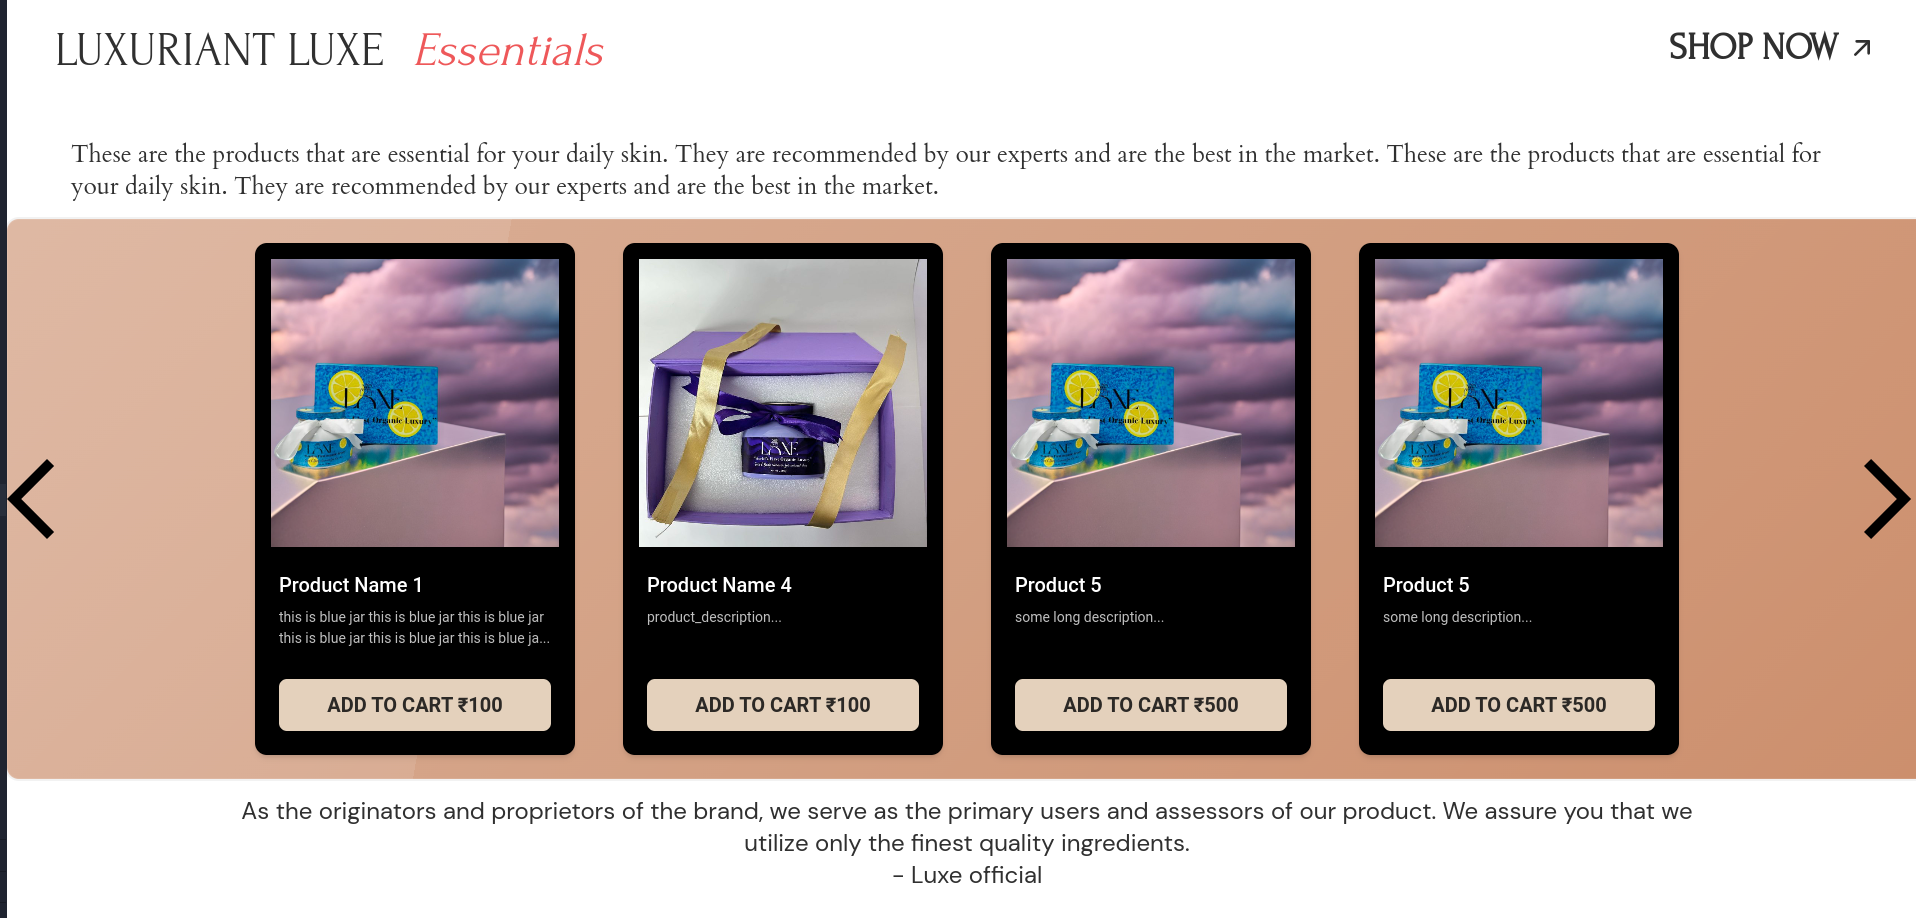 LUXURIANT LUXE Essentials
SHOP NOW
These are the products that are essential for your daily skin. They are recommended by our experts and are the best in the market. These are the products that are essential for
your daily skin. They are recommended by our experts and are the best in the market.
LUXE
Organic Luxury
LUXE
LUXE
LUXE
Organic Luxury
LUXE
LUXE
Organic Luxury
LUXE
Product Name 1
this is blue jar this is blue jar this is blue jar
this is blue jar this is blue jar this is blue ja...
ADD TO CART ₹100
Product Name 4
product_description...
ADD TO CART ₹100
Product 5
some long description...
ADD TO CART ₹500
Product 5
some long description...
ADD TO CART ₹500
As the originators and proprietors of the brand, we serve as the primary users and assessors of our product. We assure you that we
utilize only the finest quality ingredients.
- Luxe official